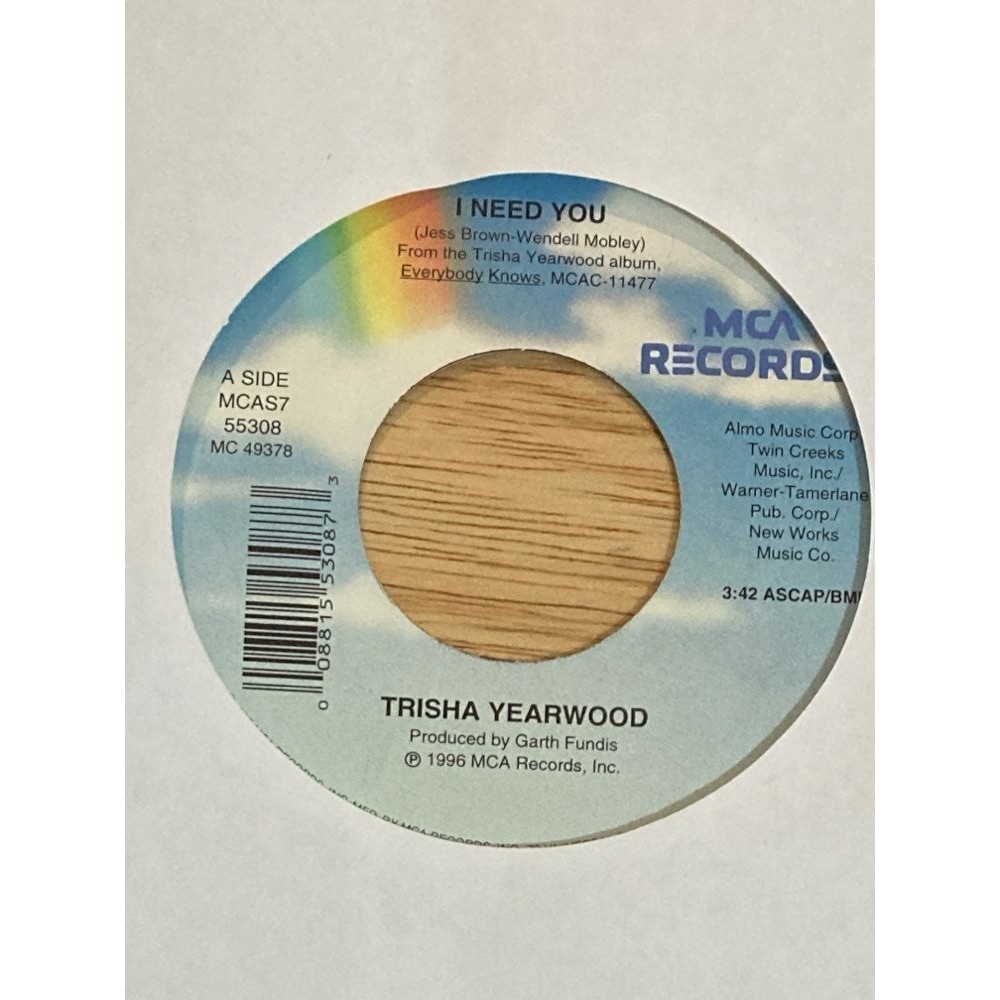 I NEED YOU
(Jess Brown-Wendell Mobley)
From the Trisha Yearwood album,
Everybody Knows, MCAC-11477
MCA
RECORDS
A SIDE
MCAS7
55308
MC 49378
Almo Music Corp
Twin Creeks
Music, Inc./
Warner-Tamerlane
Pub. Corp./
New Works
Music Co.
3:42 ASCAP/BMI
0 08815 53087 3
TRISHA YEARWOOD
Produced by Garth Fundis
℗ 1996 MCA Records, Inc.